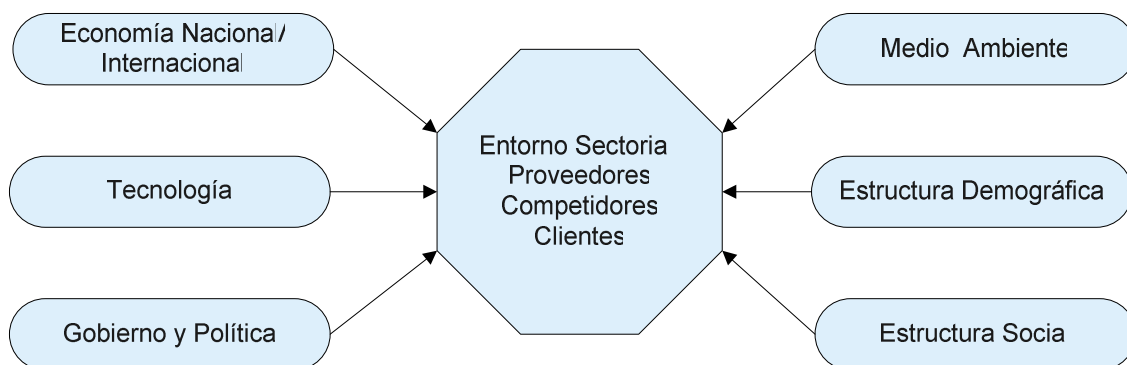 Economía Nacional/
Internacional
Medio Ambiente
Entorno Sectoria
Proveedores
Competidores
Clientes
Tecnología
Estructura Demográfica
Gobierno y Política
Estructura Socia